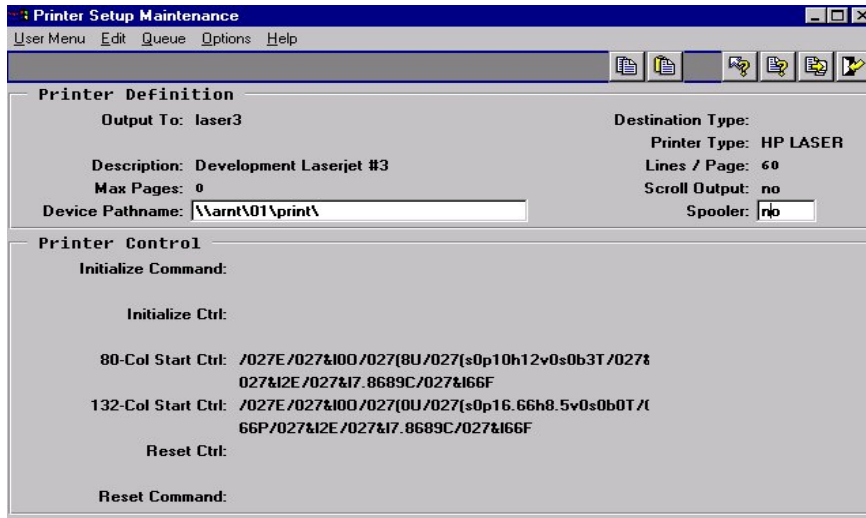 Printer Setup Maintenance
User Menu Edit Queue Options Help
Printer Definition
Output To: laser3 Destination Type:
Printer Type: HP LASER
Description: Development Laserjet #3 Lines / Page: 60
Max Pages: 0 Scroll Output: no
Device Pathname: \\arnt\01\print\ Spooler: no
Printer Control
Initialize Command:
Initialize Ctrl:
80-Col Start Ctrl: /027E/027&l0O/027(8U/027(s0p10h12v0s0b3T/027&
027&l2E/027&l7.8689C/027&l66F
132-Col Start Ctrl: /027E/027&l0O/027(0U/027(s0p16.66h8.5v0s0b0T/(
66P/027&l2E/027&l7.8689C/027&l66F
Reset Ctrl:
Reset Command: